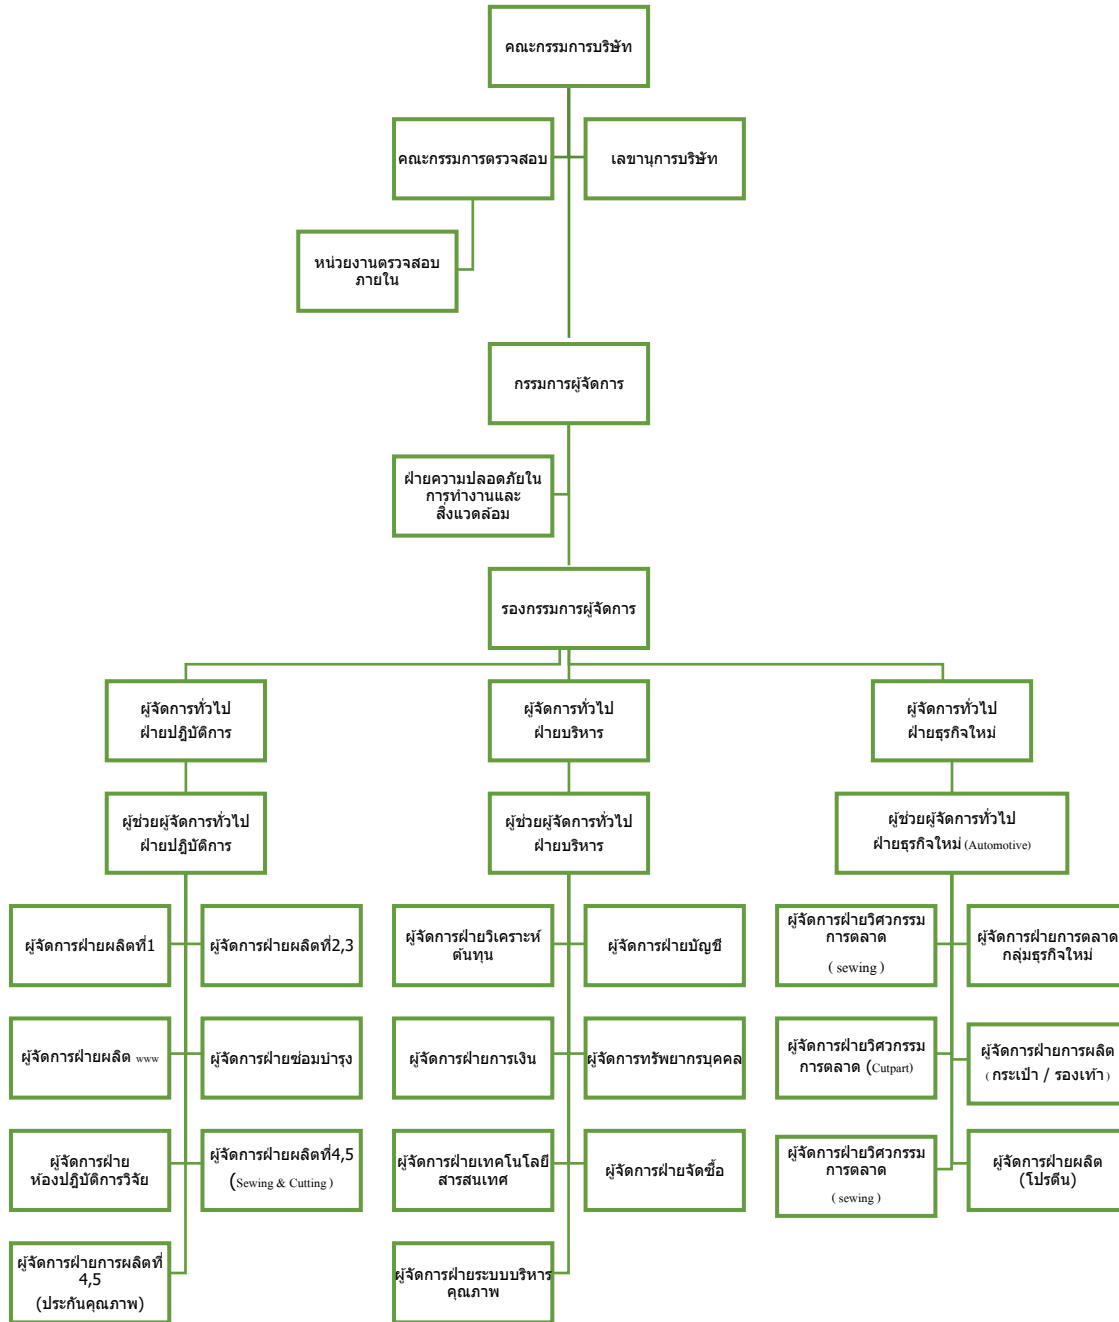 คณะกรรมการบริษัท
คณะกรรมการตรวจสอบ
เลขานุการบริษัท
หน่วยงานตรวจสอบ
ภายใน
กรรมการผู้จัดการ
ฝ่ายความปลอดภัยใน
การทำงานและ
สิ่งแวดล้อม
รองกรรมการผู้จัดการ
ผู้จัดการทั่วไป
ฝ่ายปฎิบัติการ
ผู้จัดการทั่วไป
ฝ่ายบริหาร
ผู้จัดการทั่วไป
ฝ่ายธุรกิจใหม่
ผู้ช่วยผู้จัดการทั่วไป
ฝ่ายปฎิบัติการ
ผู้ช่วยผู้จัดการทั่วไป
ฝ่ายบริหาร
ผู้ช่วยผู้จัดการทั่วไป
ฝ่ายธุรกิจใหม่ (Automotive)
ผู้จัดการฝ่ายผลิตที่1
ผู้จัดการฝ่ายผลิตที่2,3
ผู้จัดการฝ่ายวิเคราะห์
ต้นทุน
ผู้จัดการฝ่ายบัญชี
ผู้จัดการฝ่ายวิศวกรรม
การตลาด
( sewing )
ผู้จัดการฝ่ายการตลาด
กลุ่มธุรกิจใหม่
ผู้จัดการฝ่ายผลิต www
ผู้จัดการฝ่ายซ่อมบำรุง
ผู้จัดการฝ่ายการเงิน
ผู้จัดการทรัพยากรบุคคล
ผู้จัดการฝ่ายวิศวกรรม
การตลาด (Cutpart)
ผู้จัดการฝ่ายการผลิต
( กระเป๋า / รองเท้า )
ผู้จัดการฝ่าย
ห้องปฎิบัติการวิจัย
ผู้จัดการฝ่ายผลิตที่4,5
(Sewing & Cutting )
ผู้จัดการฝ่ายเทคโนโลยี
สารสนเทศ
ผู้จัดการฝ่ายจัดซื้อ
ผู้จัดการฝ่ายวิศวกรรม
การตลาด
( sewing )
ผู้จัดการฝ่ายผลิต
(โปรตีน)
ผู้จัดการฝ่ายการผลิตที่
4,5
(ประกันคุณภาพ)
ผู้จัดการฝ่ายระบบบริหาร
คุณภาพ